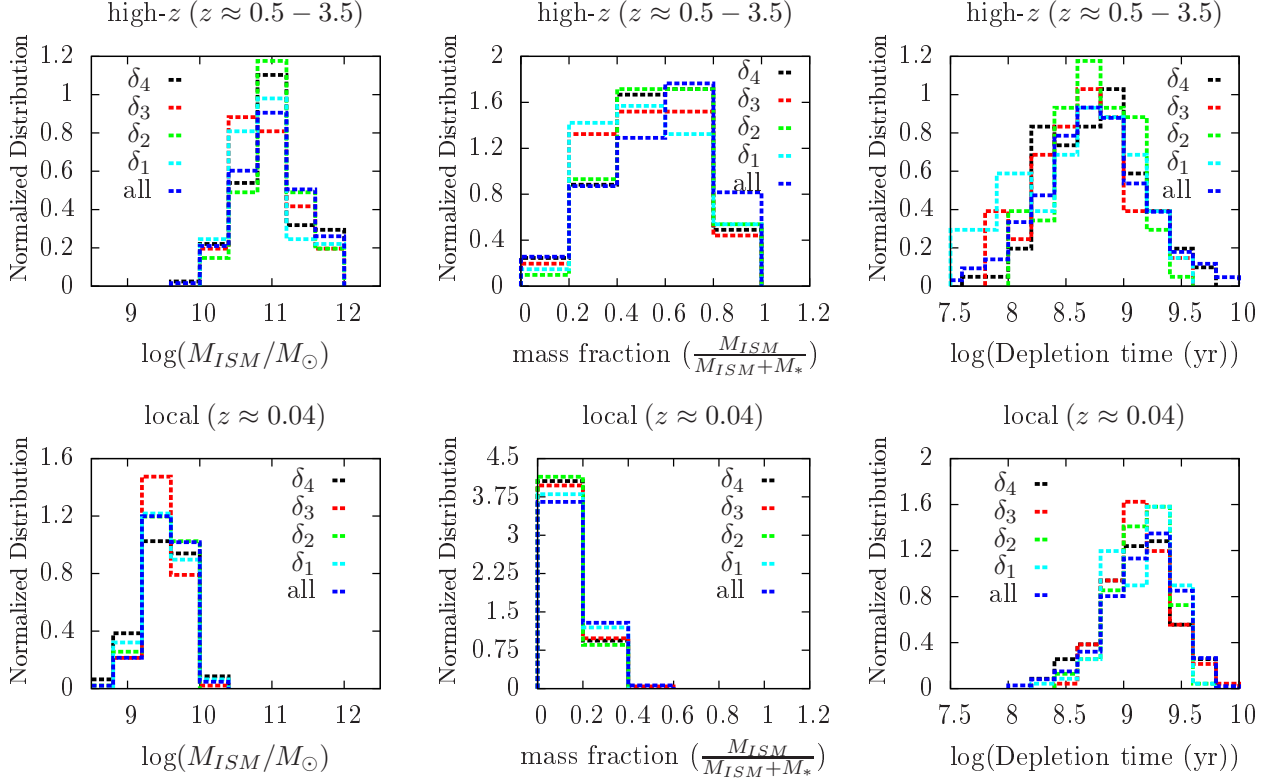 high-z (z ≈ 0.5 − 3.5)
Normalized Distribution
1.2
1
0.8
0.6
0.4
0.2
0
δ4
δ3
δ2
δ1
all
9 10 11 12
log(M_ISM/M⊙)
high-z (z ≈ 0.5 − 3.5)
Normalized Distribution
2
1.6
1.2
0.8
0.4
0
δ4
δ3
δ2
δ1
all
0 0.2 0.4 0.6 0.8 1 1.2
mass fraction (M_ISM/(M_ISM+M_*))
high-z (z ≈ 0.5 − 3.5)
Normalized Distribution
1.2
1
0.8
0.6
0.4
0.2
0
δ4
δ3
δ2
δ1
all
7.5 8 8.5 9 9.5 10
log(Depletion time (yr))
local (z ≈ 0.04)
Normalized Distribution
1.6
1.2
0.8
0.4
0
δ4
δ3
δ2
δ1
all
9 10 11 12
log(M_ISM/M⊙)
local (z ≈ 0.04)
Normalized Distribution
4.5
3.75
3
2.25
1.5
0.75
0
δ4
δ3
δ2
δ1
all
0 0.2 0.4 0.6 0.8 1 1.2
mass fraction (M_ISM/(M_ISM+M_*))
local (z ≈ 0.04)
Normalized Distribution
2
1.6
1.2
0.8
0.4
0
δ4
δ3
δ2
δ1
all
7.5 8 8.5 9 9.5 10
log(Depletion time (yr))